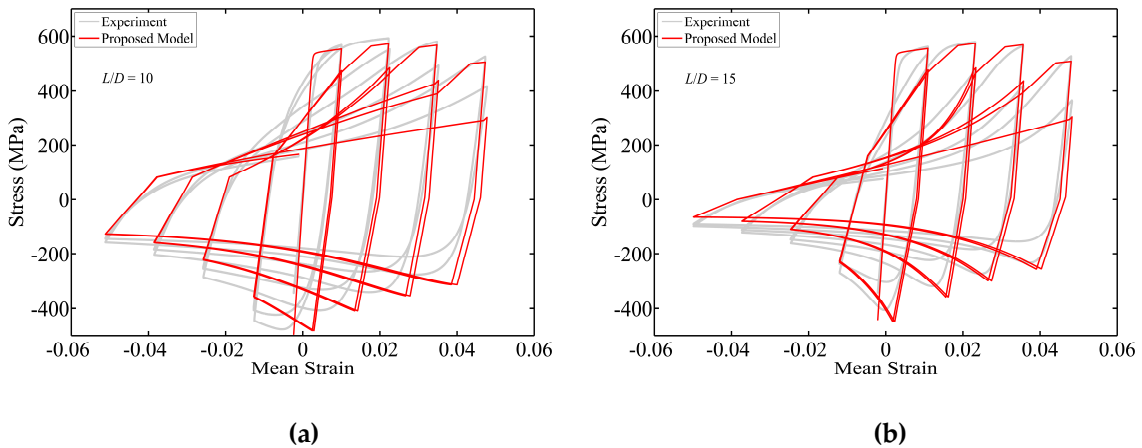 Experiment
Proposed Model
L/D = 10
600
400
200
0
-200
-400
-0.06
-0.04
-0.02
0
0.02
0.04
0.06
Stress (MPa)
Mean Strain
(a)
Experiment
Proposed Model
L/D = 15
600
400
200
0
-200
-400
-0.06
-0.04
-0.02
0
0.02
0.04
0.06
Stress (MPa)
Mean Strain
(b)